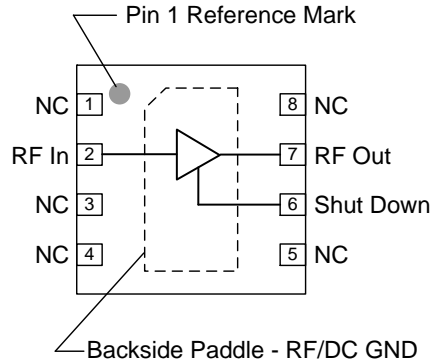 Pin 1 Reference Mark
NC 1
8 NC
RF In 2
7 RF Out
NC 3
6 Shut Down
NC 4
5 NC
Backside Paddle - RF/DC GND